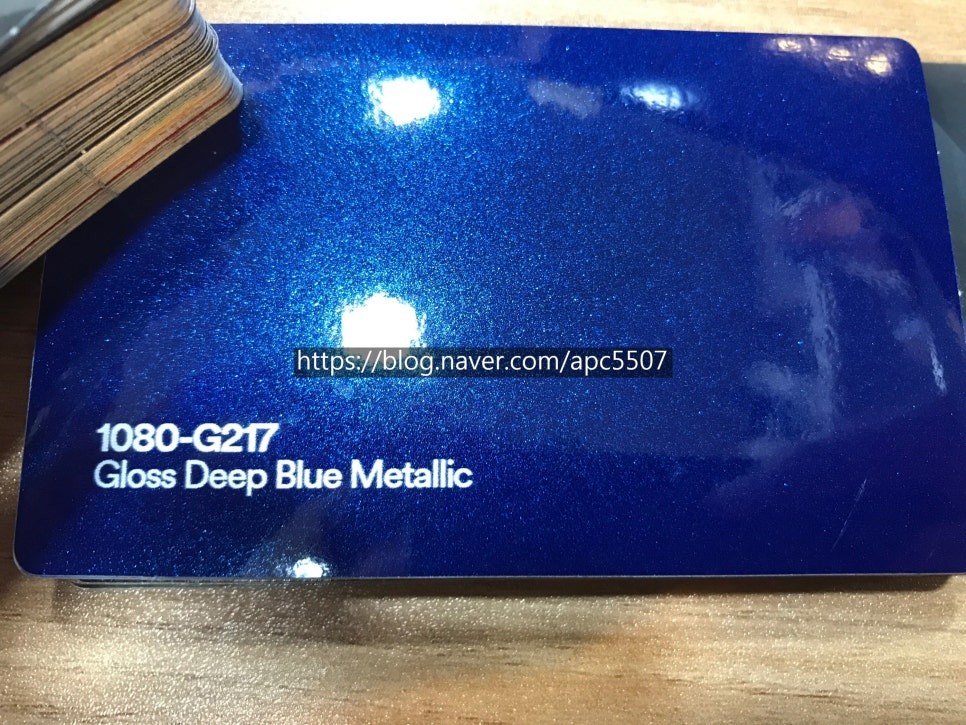 https://blog.naver.com/apc5507
1080-G217
Gloss Deep Blue Metallic